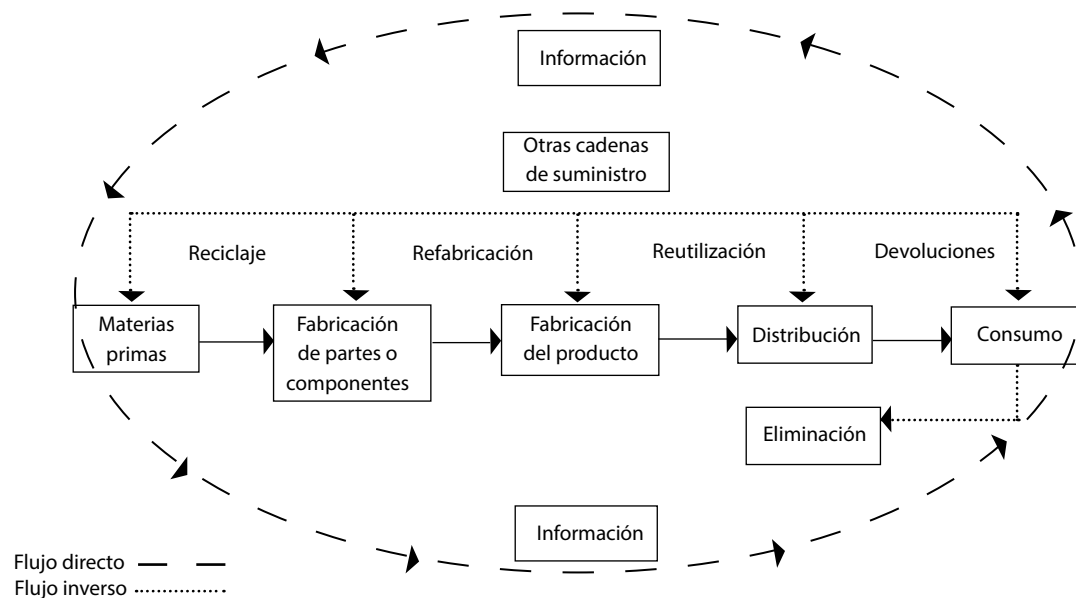 Información
Otras cadenas
de suministro
Reciclaje
Refabricación
Reutilización
Devoluciones
Materias
primas
Fabricación
de partes o
componentes
Fabricación
del producto
Distribución
Consumo
Eliminación
Información
Flujo directo
Flujo inverso